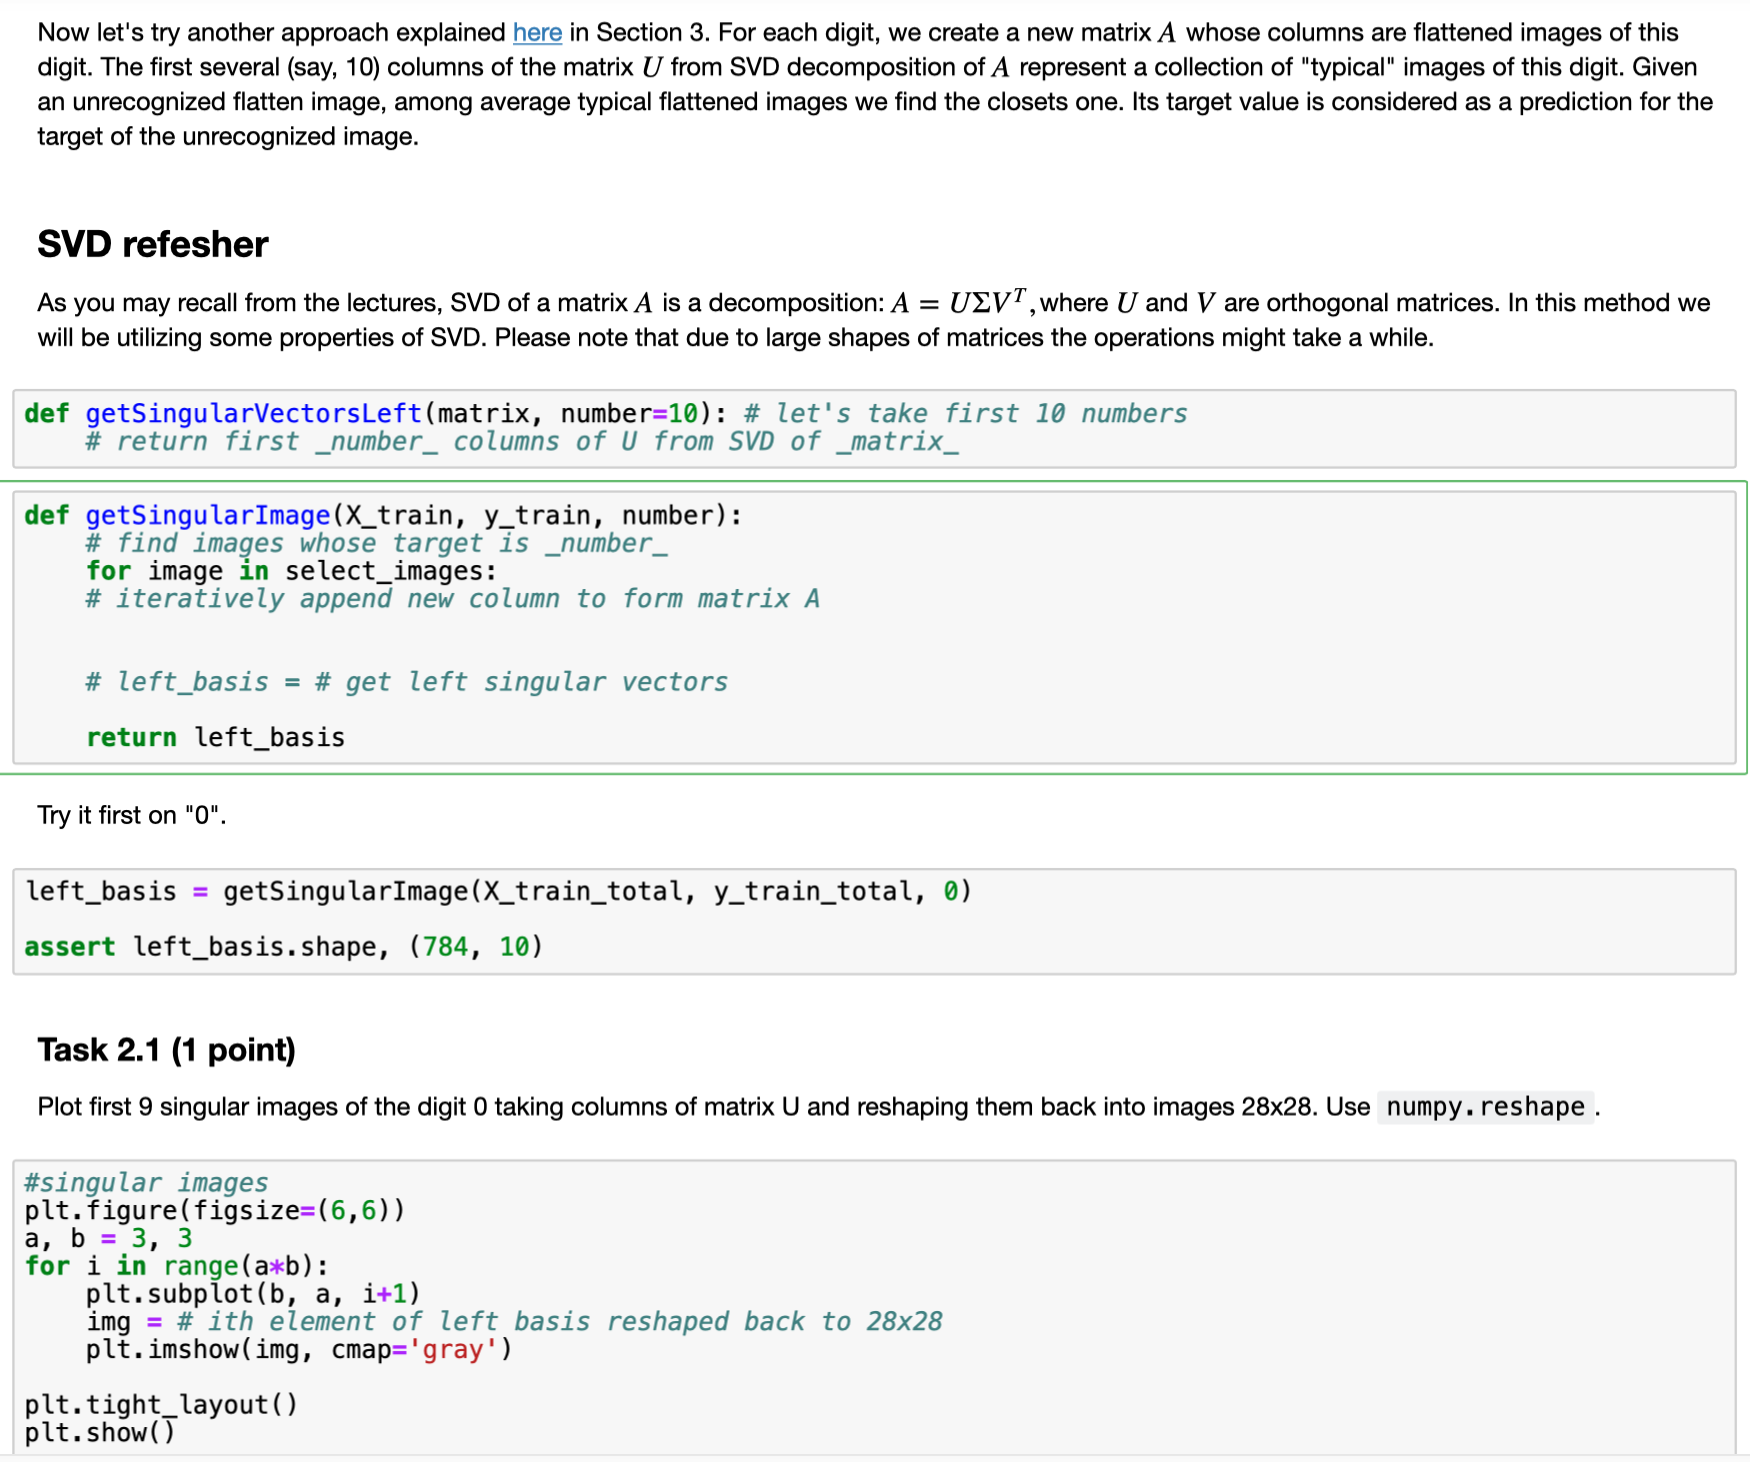 Now let's try another approach explained here in Section 3. For each digit, we create a new matrix A whose columns are flattened images of this
digit. The first several (say, 10) columns of the matrix U from SVD decomposition of A represent a collection of "typical" images of this digit. Given
an unrecognized flatten image, among average typical flattened images we find the closets one. Its target value is considered as a prediction for the
target of the unrecognized image.
SVD refesher
As you may recall from the lectures, SVD of a matrix A is a decomposition: A = UΣV^T, where U and V are orthogonal matrices. In this method we
will be utilizing some properties of SVD. Please note that due to large shapes of matrices the operations might take a while.
def getSingularVectorsLeft(matrix, number=10): # let's take first 10 numbers
    # return first _number_ columns of U from SVD of _matrix_
def getSingularImage(X_train, y_train, number):
    # find images whose target is _number_
    for image in select_images:
    # iteratively append new column to form matrix A
    # left_basis = # get left singular vectors
    return left_basis
Try it first on "0".
left_basis = getSingularImage(X_train_total, y_train_total, 0)
assert left_basis.shape, (784, 10)
Task 2.1 (1 point)
Plot first 9 singular images of the digit 0 taking columns of matrix U and reshaping them back into images 28x28. Use numpy.reshape .
#singular images
plt.figure(figsize=(6,6))
a, b = 3, 3
for i in range(a*b):
    plt.subplot(b, a, i+1)
    img = # ith element of left basis reshaped back to 28x28
    plt.imshow(img, cmap='gray')
plt.tight_layout()
plt.show()